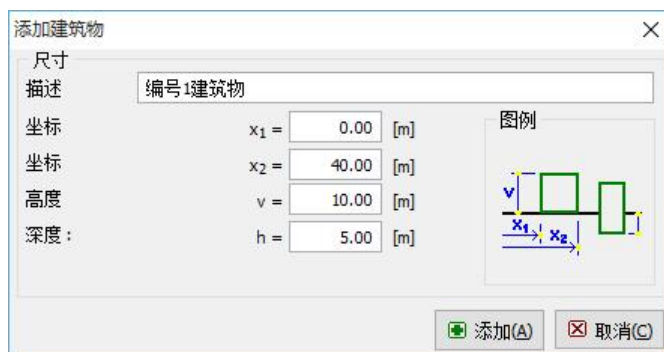 添加建筑物
尺寸
描述 编号1建筑物
坐标 x1 = 0.00 [m]
坐标 x2 = 40.00 [m]
高度 v = 10.00 [m]
深度： h = 5.00 [m]
图例
v
x1 x2
添加(A) 取消(C)